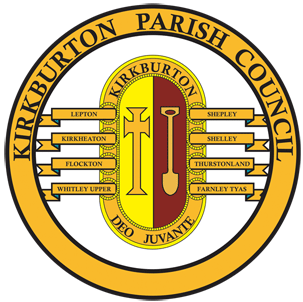 KIRKBURTON PARISH COUNCIL
KIRKBURTON
LEPTON
SHEPLEY
KIRKHEATON
SHELLEY
FLOCKTON
THURSTONLAND
WHITLEY UPPER
FARNLEY TYAS
DEO JUVANTE